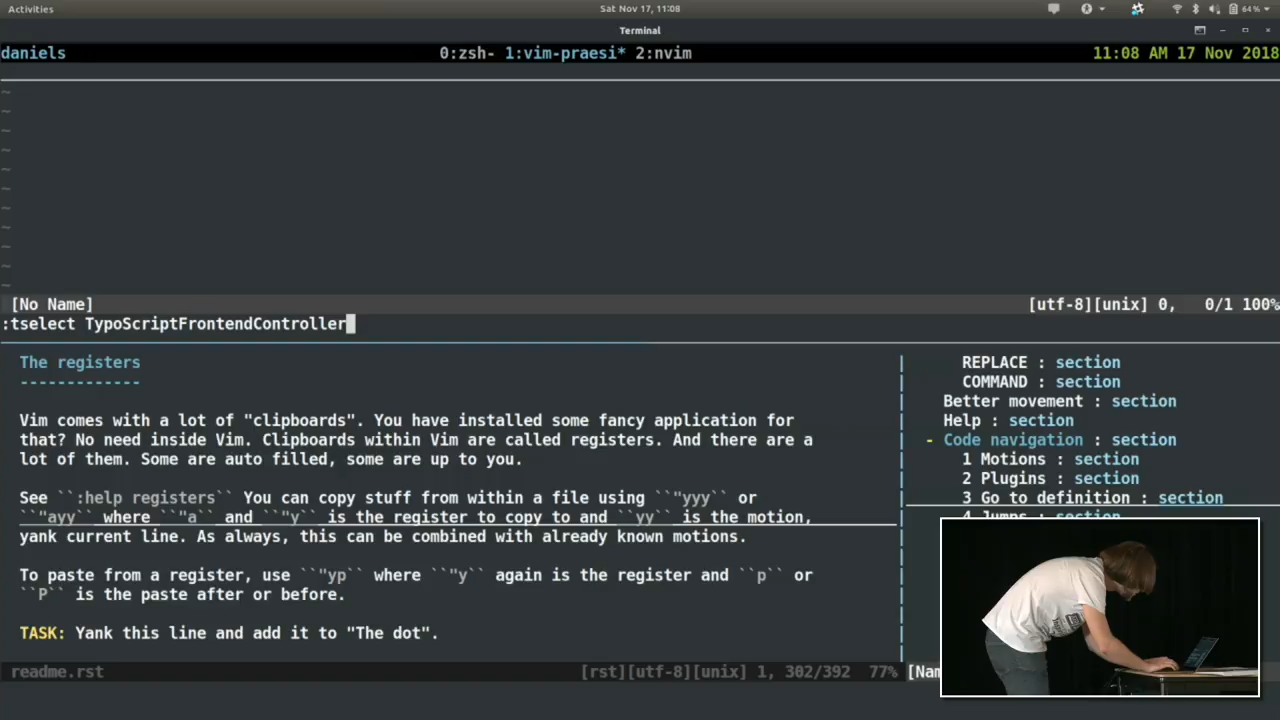 Activities
Sat Nov 17, 11:08
64 %
Terminal
daniels 0:zsh- 1:vim-praesi* 2:nvim 11:08 AM 17 Nov 2018
~
~
~
~
~
~
~
~
~
~
~
[No Name] [utf-8][unix] 0, 0/1 100%
:tselect TypoScriptFrontendController
The registers
-------------
Vim comes with a lot of "clipboards". You have installed some fancy application for
that? No need inside Vim. Clipboards within Vim are called registers. And there are a
lot of them. Some are auto filled, some are up to you.
See ``:help registers`` You can copy stuff from within a file using ``"yyy`` or
``"ayy`` where ``"a`` and ``"y`` is the register to copy to and ``yy`` is the motion,
yank current line. As always, this can be combined with already known motions.
To paste from a register, use ``"yp`` where ``"y`` again is the register and ``p`` or
``P`` is the paste after or before.
TASK: Yank this line and add it to "The dot".
readme.rst [rst][utf-8][unix] 1, 302/392 77%
REPLACE : section
COMMAND : section
Better movement : section
Help : section
- Code navigation : section
1 Motions : section
2 Plugins : section
3 Go to definition : section
4 Jumps : section
[Nam